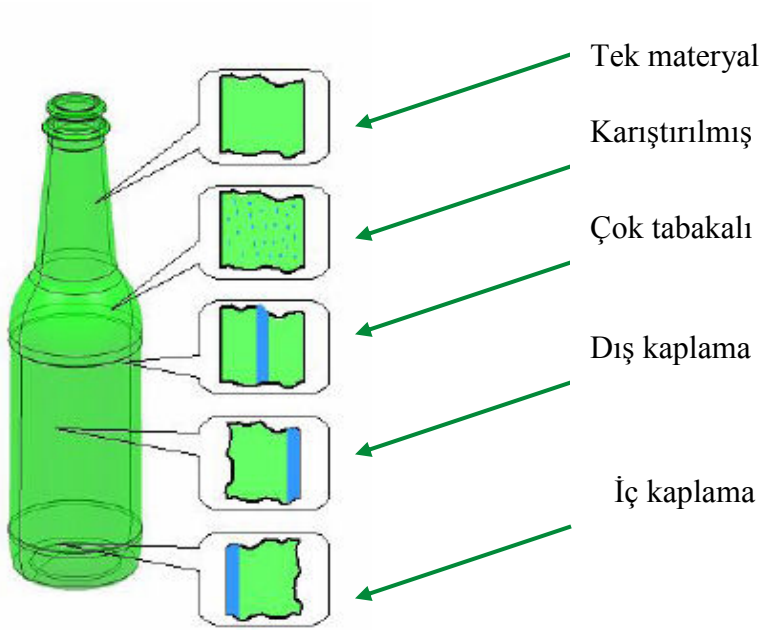 Tek materyal
Karıştırılmış
Çok tabakalı
Dış kaplama
İç kaplama